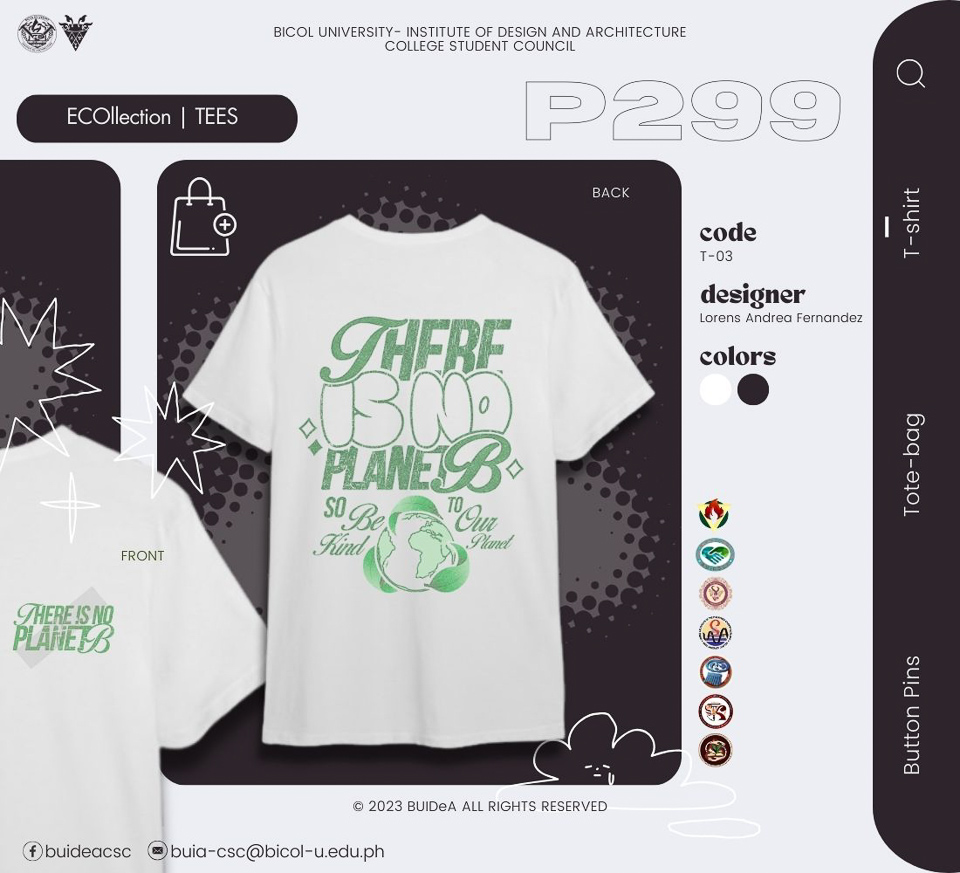 BICOL UNIVERSITY- INSTITUTE OF DESIGN AND ARCHITECTURE
COLLEGE STUDENT COUNCIL
ECOllection | TEES
P299
BACK
code
T-03
designer
Lorens Andrea Fernandez
colors
THERE
IS NO
PLANET B
SO Be Kind
TO Our Planet
FRONT
THERE IS NO
PLANET B
T-shirt
Tote-bag
Button Pins
© 2023 BUIDeA ALL RIGHTS RESERVED
buideacsc
buia-csc@bicol-u.edu.ph